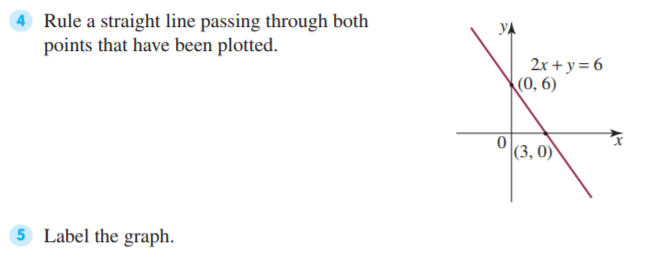 4 Rule a straight line passing through both
points that have been plotted.
y
2x + y = 6
(0, 6)
0
(3, 0)
x
5 Label the graph.